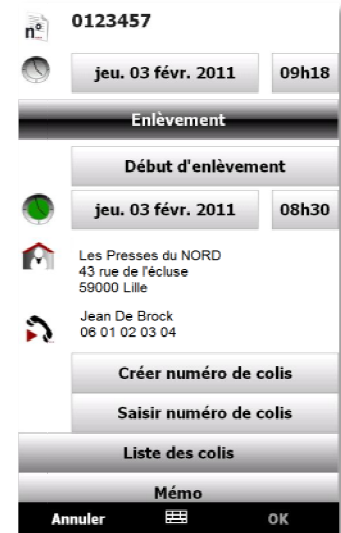 n° 0123457
jeu. 03 févr. 2011 09h18
Enlèvement
Début d'enlèvement
jeu. 03 févr. 2011 08h30
Les Presses du NORD
43 rue de l'écluse
59000 Lille
Jean De Brock
06 01 02 03 04
Créer numéro de colis
Saisir numéro de colis
Liste des colis
Mémo
Annuler OK